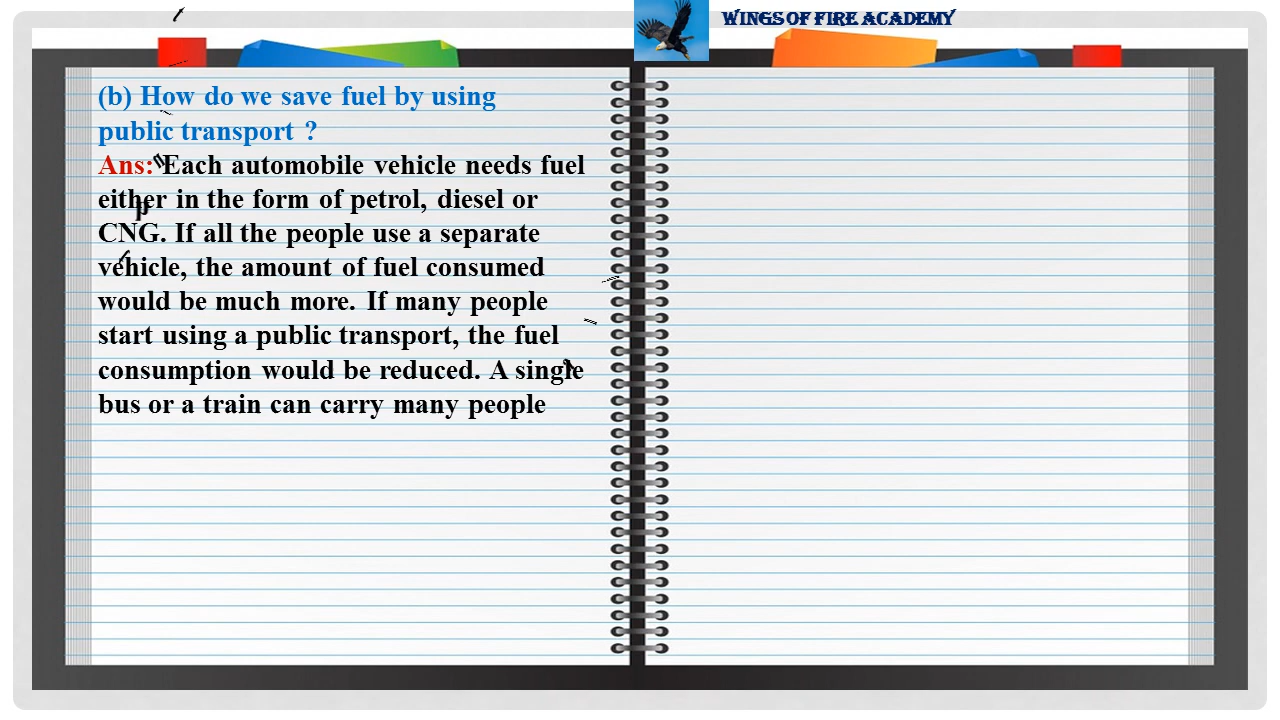 WINGS OF FIRE ACADEMY
(b) How do we save fuel by using
public transport ?
Ans: Each automobile vehicle needs fuel
either in the form of petrol, diesel or
CNG. If all the people use a separate
vehicle, the amount of fuel consumed
would be much more. If many people
start using a public transport, the fuel
consumption would be reduced. A single
bus or a train can carry many people